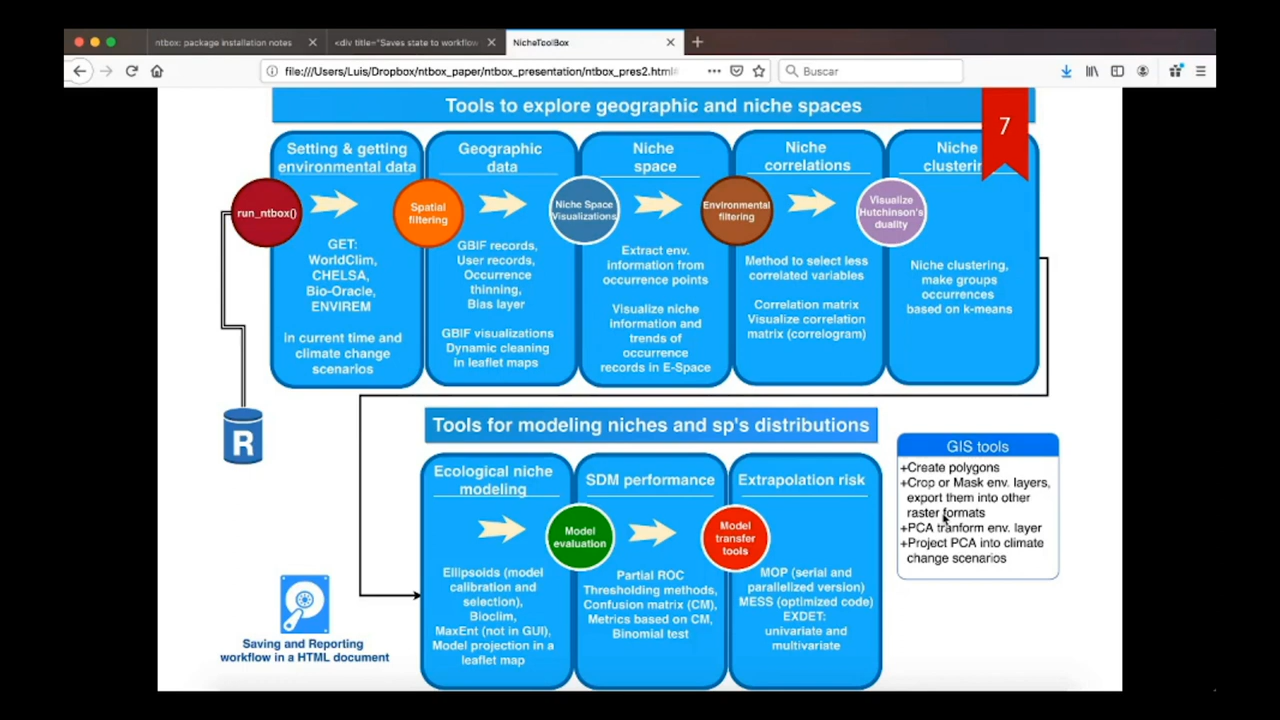 ntbox: package installation notes
<div title="Saves state to workflow
NicheToolBox
file:///Users/Luis/Dropbox/ntbox_paper/ntbox_presentation/ntbox_pres2.html#
Buscar
Tools to explore geographic and niche spaces
7
Setting & getting
environmental data
run_ntbox()
GET:
WorldClim,
CHELSA,
Bio-Oracle,
ENVIREM
In current time and
climate change
scenarios
Geographic
data
Spatial
filtering
GBIF records,
User records,
Occurrence
thinning,
Bias layer
GBIF visualizations
Dynamic cleaning
in leaflet maps
Niche
space
Niche Space
Visualizations
Extract env.
information from
occurrence points
Visualize niche
information and
trends of
occurrence
records in E-Space
Niche
correlations
Environmental
filtering
Method to select less
correlated variables
Correlation matrix
Visualize correlation
matrix (correlogram)
Niche
clustering
Visualize
Hutchinson's
duality
Niche clustering,
make groups
occurrences
based on k-means
R
Tools for modeling niches and sp's distributions
Ecological niche
modeling
Ellipsoids (model
calibration and
selection),
Bioclim,
MaxEnt (not in GUI),
Model projection in a
leaflet map
SDM performance
Model
evaluation
Partial ROC
Thresholding methods,
Confusion matrix (CM),
Metrics based on CM,
Binomial test
Extrapolation risk
Model
transfer
tools
MOP (serial and
parallelized version)
MESS (optimized code)
EXDET:
univariate and
multivariate
GIS tools
+Create polygons
+Crop or Mask env. layers,
export them into other
raster formats
+PCA tranform env. layer
+Project PCA into climate
change scenarios
Saving and Reporting
workflow in a HTML document